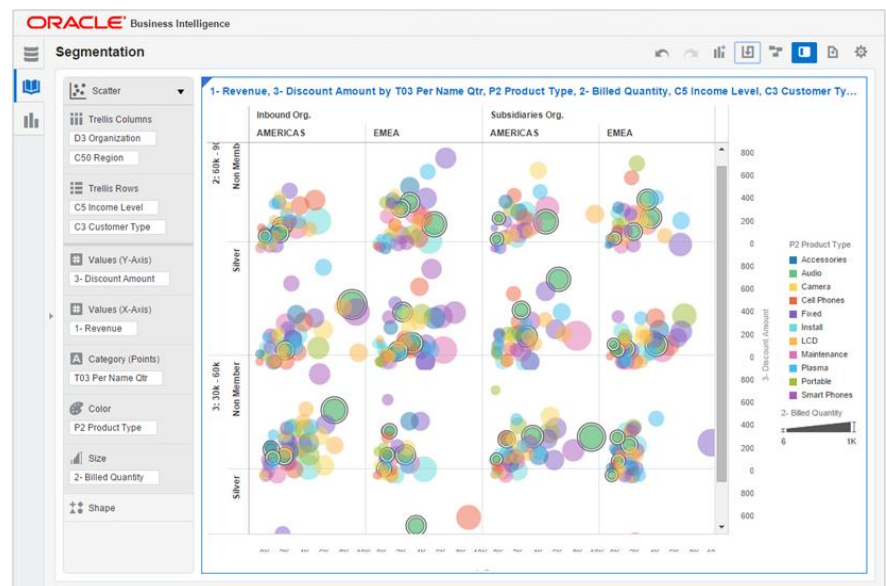 ORACLE Business Intelligence
Segmentation
Scatter
Trellis Columns
D3 Organization
C50 Region
Trellis Rows
C5 Income Level
C3 Customer Type
Values (Y-Axis)
3- Discount Amount
Values (X-Axis)
1- Revenue
Category (Points)
T03 Per Name Qtr
Color
P2 Product Type
Size
2- Billed Quantity
Shape
1- Revenue, 3- Discount Amount by T03 Per Name Qtr, P2 Product Type, 2- Billed Quantity, C5 Income Level, C3 Customer Ty...
Inbound Org.
Subsidiaries Org.
AMERICAS
EMEA
AMERICAS
EMEA
2: 60k - 90
Non Memb
Silver
3: 30k - 60k
Non Member
Silver
800
600
400
200
0
800
600
400
200
0
800
600
400
200
0
800
600
3- Discount Amount
P2 Product Type
Accessories
Audio
Camera
Cell Phones
Fixed
Install
LCD
Maintenance
Plasma
Portable
Smart Phones
2- Billed Quantity
6
1K